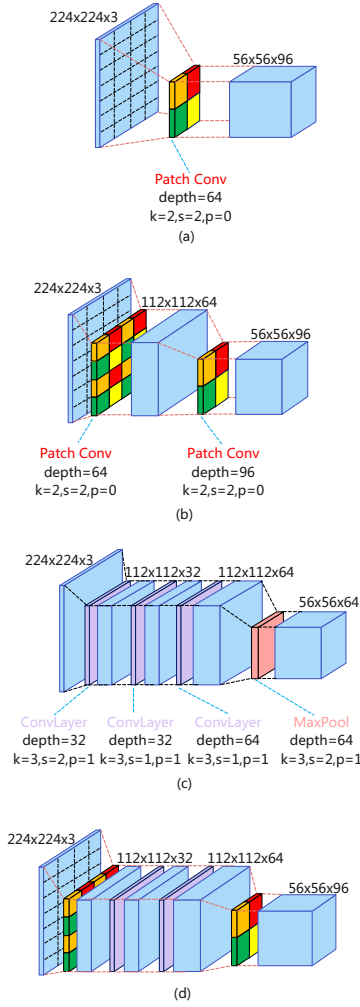 224x224x3
56x56x96
Patch Conv
depth=64
k=2,s=2,p=0
(a)
224x224x3
112x112x64
56x56x96
Patch Conv
depth=64
k=2,s=2,p=0
Patch Conv
depth=96
k=2,s=2,p=0
(b)
224x224x3
112x112x32
112x112x64
56x56x64
ConvLayer
depth=32
k=3,s=2,p=1
ConvLayer
depth=32
k=3,s=1,p=1
ConvLayer
depth=64
k=3,s=1,p=1
MaxPool
depth=64
k=3,s=2,p=1
(c)
224x224x3
112x112x32
112x112x64
56x56x96
(d)